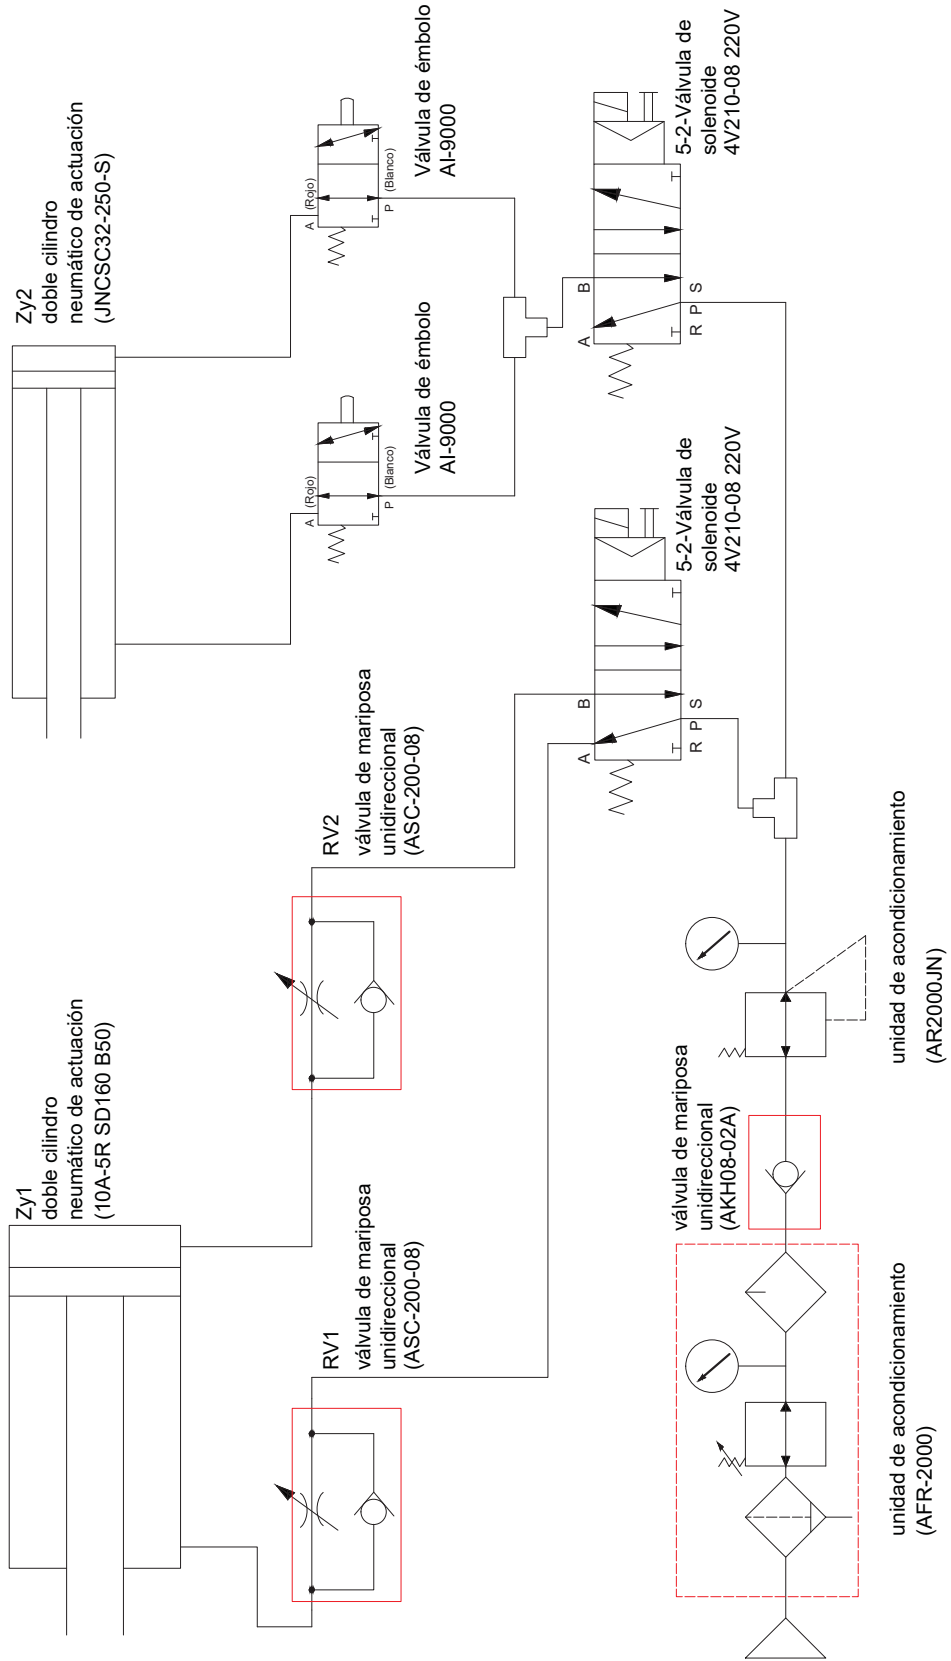 Zy1
doble cilindro
neumático de actuación
(10A-5R SD160 B50)
Zy2
doble cilindro
neumático de actuación
(JNCSC32-250-S)
RV1
válvula de mariposa
unidireccional
(ASC-200-08)
RV2
válvula de mariposa
unidireccional
(ASC-200-08)
A (Rojo)
P (Blanco)
Válvula de émbolo
AI-9000
A (Rojo)
P (Blanco)
Válvula de émbolo
AI-9000
A B
R P S
5-2-Válvula de
solenoide
4V210-08 220V
A B
R P S
5-2-Válvula de
solenoide
4V210-08 220V
válvula de mariposa
unidireccional
(AKH08-02A)
unidad de acondicionamiento
(AFR-2000)
unidad de acondicionamiento
(AR2000JN)